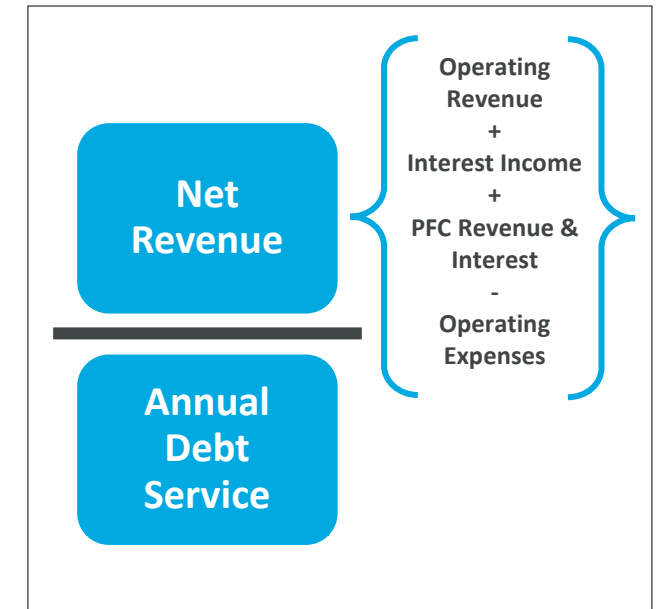 Net
Revenue
Operating
Revenue
+
Interest Income
+
PFC Revenue &
Interest
-
Operating
Expenses
Annual
Debt
Service